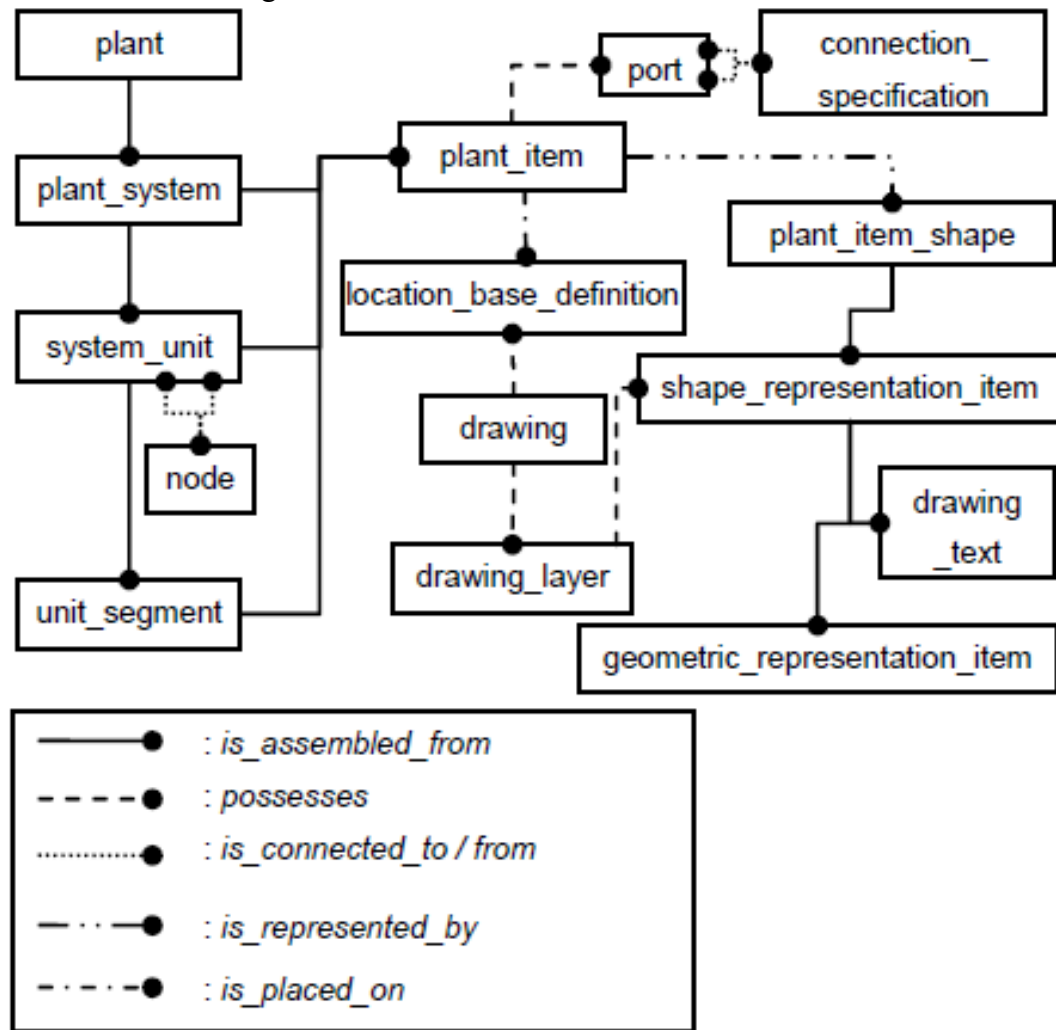 plant
port
connection_
specification
plant_item
plant_system
plant_item_shape
location_base_definition
system_unit
shape_representation_item
drawing
node
drawing
_text
drawing_layer
unit_segment
geometric_representation_item
: is_assembled_from
: possesses
: is_connected_to / from
: is_represented_by
: is_placed_on